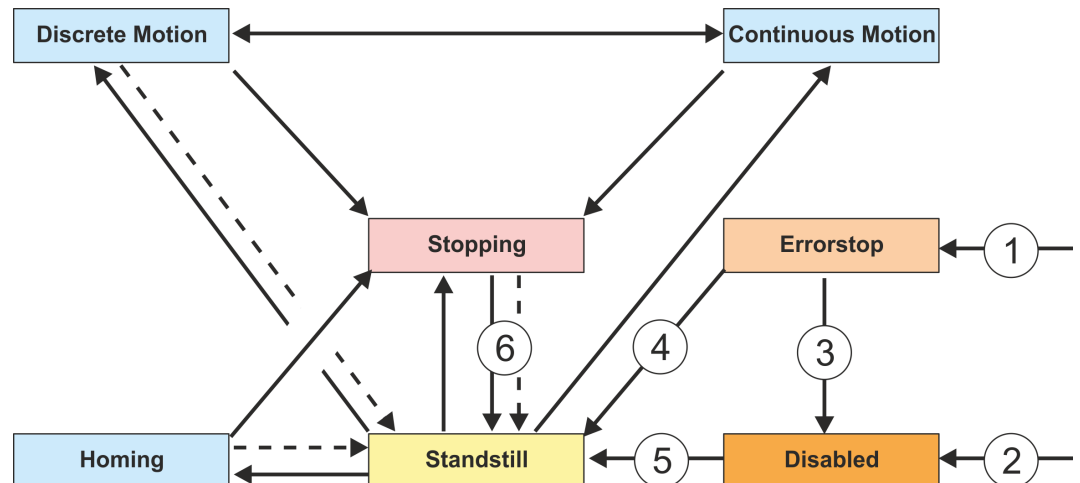 Discrete Motion
Continuous Motion
Stopping
Errorstop
1
6
4
3
Homing
Standstill
5
Disabled
2